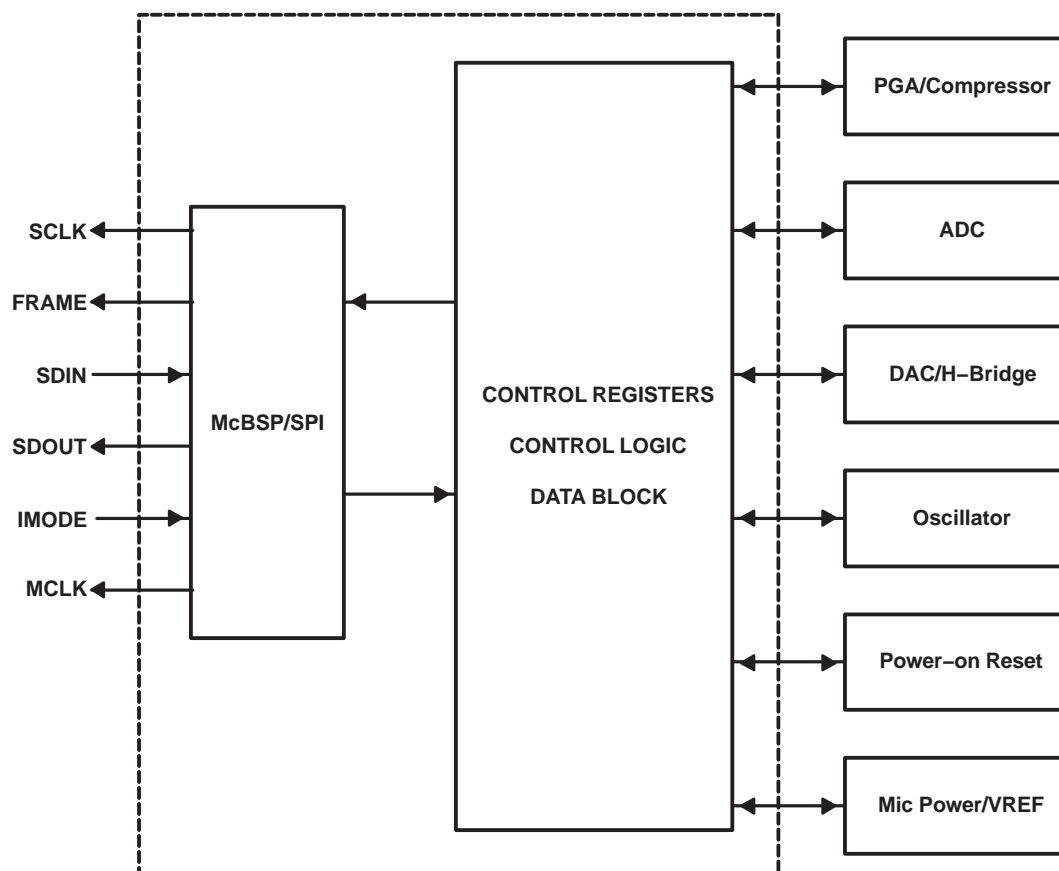 PGA/Compressor
SCLK
ADC
FRAME
SDIN
DAC/H−Bridge
McBSP/SPI
CONTROL REGISTERS
CONTROL LOGIC
DATA BLOCK
SDOUT
IMODE
Oscillator
MCLK
Power−on Reset
Mic Power/VREF